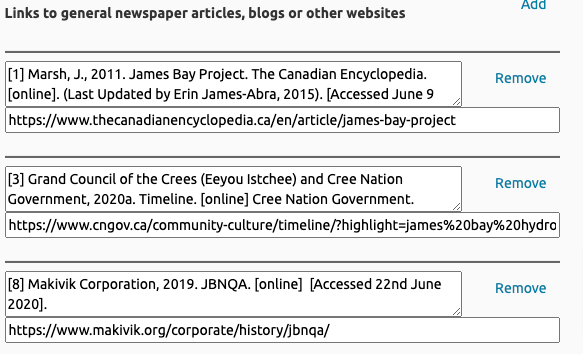 Add
Links to general newspaper articles, blogs or other websites
[1] Marsh, J., 2011. James Bay Project. The Canadian Encyclopedia.
[online]. (Last Updated by Erin James-Abra, 2015). [Accessed June 9
Remove
https://www.thecanadianencyclopedia.ca/en/article/james-bay-project
[3] Grand Council of the Crees (Eeyou Istchee) and Cree Nation
Government, 2020a. Timeline. [online] Cree Nation Government.
Remove
https://www.cngov.ca/community-culture/timeline/?highlight=james%20bay%20hydro
[8] Makivik Corporation, 2019. JBNQA. [online]  [Accessed 22nd June
2020].
Remove
https://www.makivik.org/corporate/history/jbnqa/